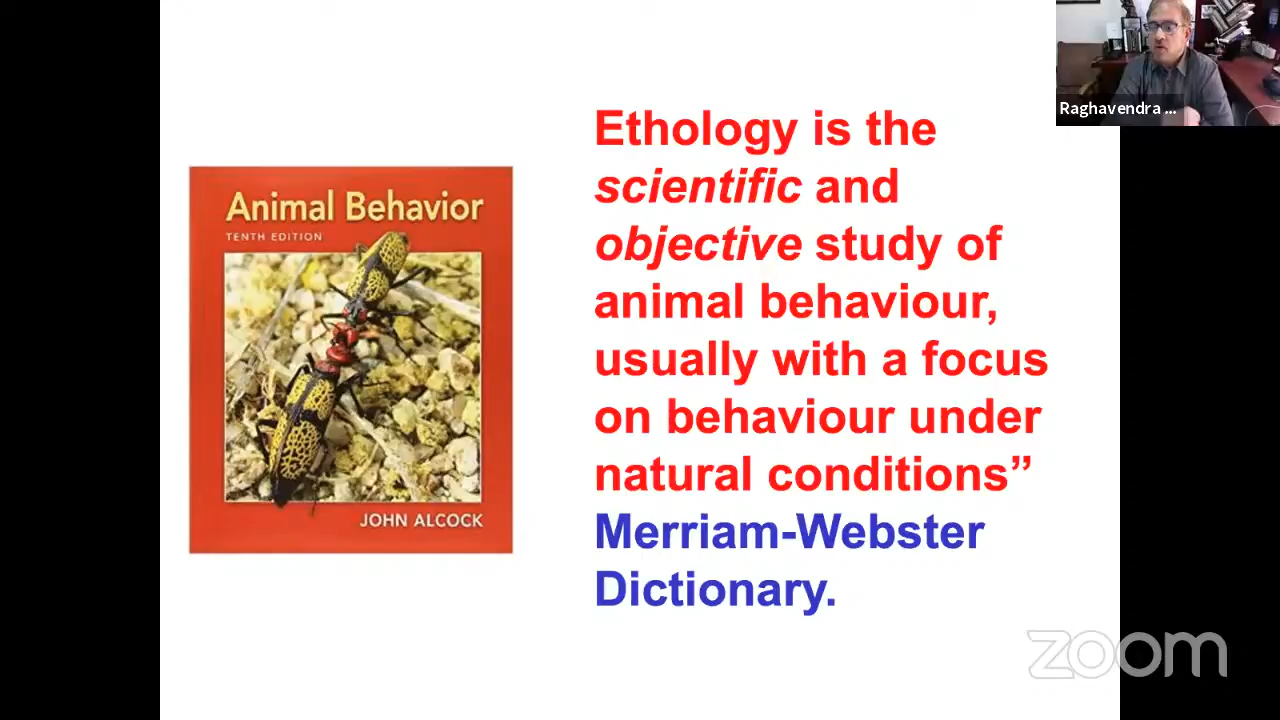 Animal Behavior
TENTH EDITION
JOHN ALCOCK
Ethology is the
scientific and
objective study of
animal behaviour,
usually with a focus
on behaviour under
natural conditions”
Merriam-Webster
Dictionary.
Raghavendra ...
zoom